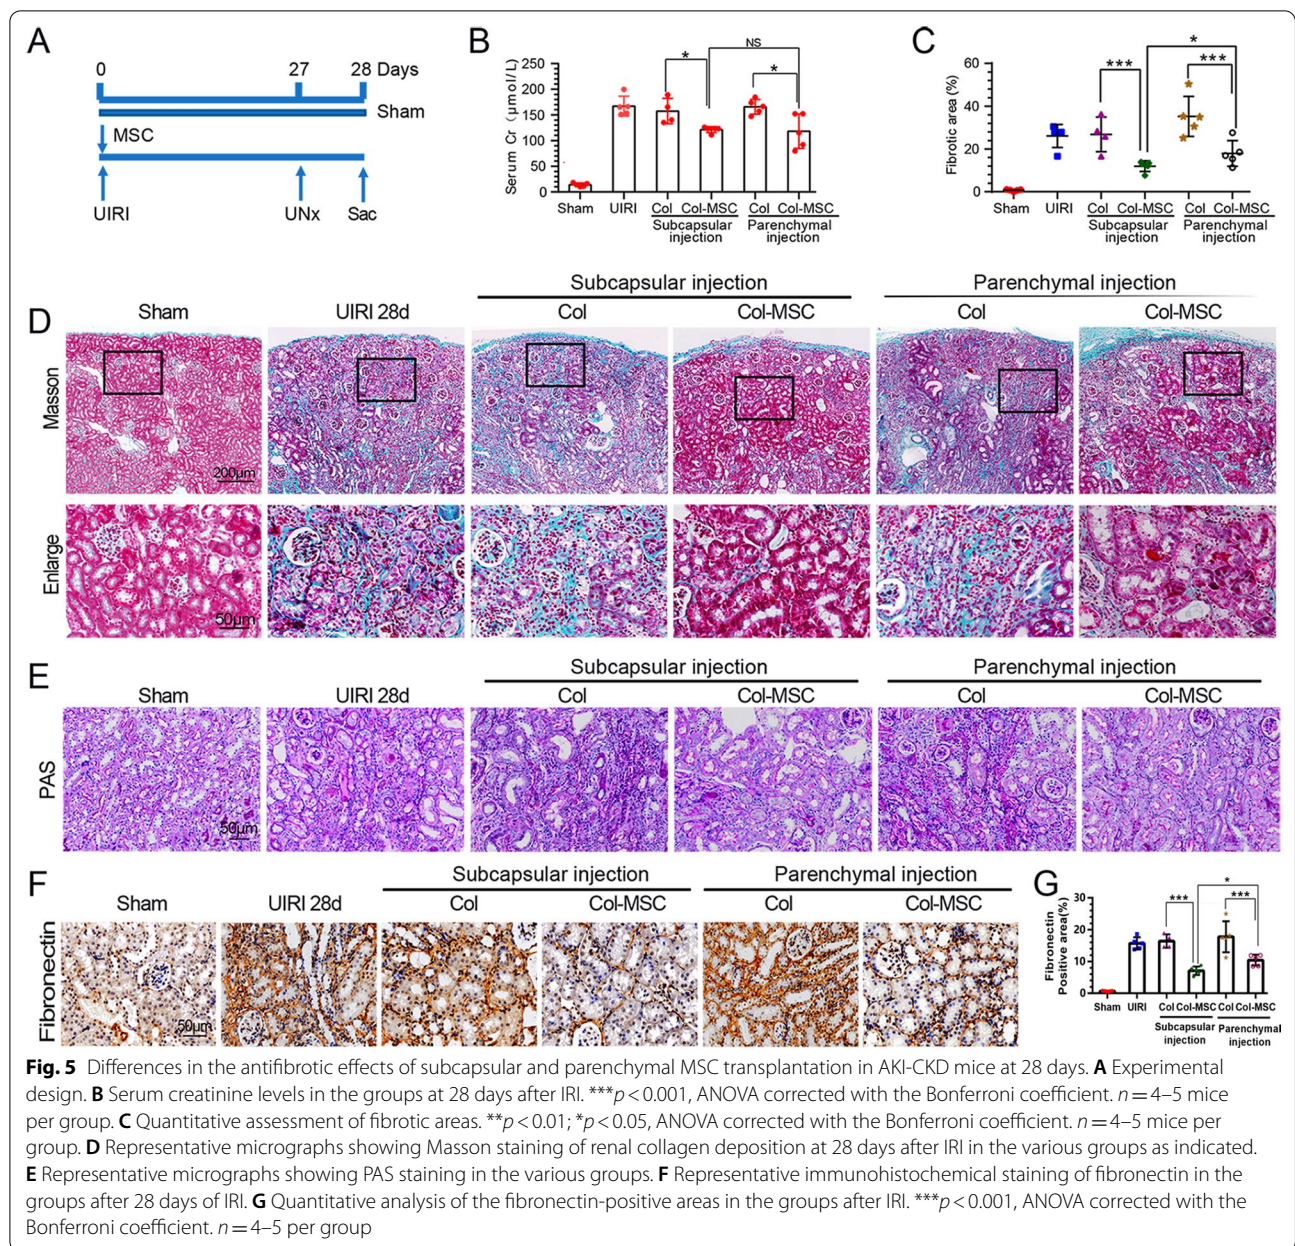 A
0 27 28 Days
Sham
MSC
UIRI UNx Sac
B
NS
*
*
Serum Cr (μmol/L)
250
200
150
100
50
0
Sham UIRI Col Col-MSC Col Col-MSC
Subcapsular injection
Parenchymal injection
C
*
***
***
Fibrotic area (%)
60
40
20
0
Sham UIRI Col Col-MSC Col Col-MSC
Subcapsular injection
Parenchymal injection
D
Subcapsular injection Parenchymal injection
Sham UIRI 28d Col Col-MSC Col Col-MSC
Masson
200μm
Enlarge
50μm
E
Subcapsular injection Parenchymal injection
Sham UIRI 28d Col Col-MSC Col Col-MSC
PAS
50μm
F
Subcapsular injection Parenchymal injection
Sham UIRI 28d Col Col-MSC Col Col-MSC
Fibronectin
50μm
G
*
***
***
Fibronectin
Positive area(%)
30
20
10
0
Sham UIRI Col Col-MSC Col Col-MSC
Subcapsular injection
Parenchymal injection
Fig. 5 Differences in the antifibrotic effects of subcapsular and parenchymal MSC transplantation in AKI-CKD mice at 28 days. A Experimental
design. B Serum creatinine levels in the groups at 28 days after IRI. ***p < 0.001, ANOVA corrected with the Bonferroni coefficient. n = 4–5 mice
per group. C Quantitative assessment of fibrotic areas. **p < 0.01; *p < 0.05, ANOVA corrected with the Bonferroni coefficient. n = 4–5 mice per
group. D Representative micrographs showing Masson staining of renal collagen deposition at 28 days after IRI in the various groups as indicated.
E Representative micrographs showing PAS staining in the various groups. F Representative immunohistochemical staining of fibronectin in the
groups after 28 days of IRI. G Quantitative analysis of the fibronectin-positive areas in the groups after IRI. ***p < 0.001, ANOVA corrected with the
Bonferroni coefficient. n = 4–5 per group